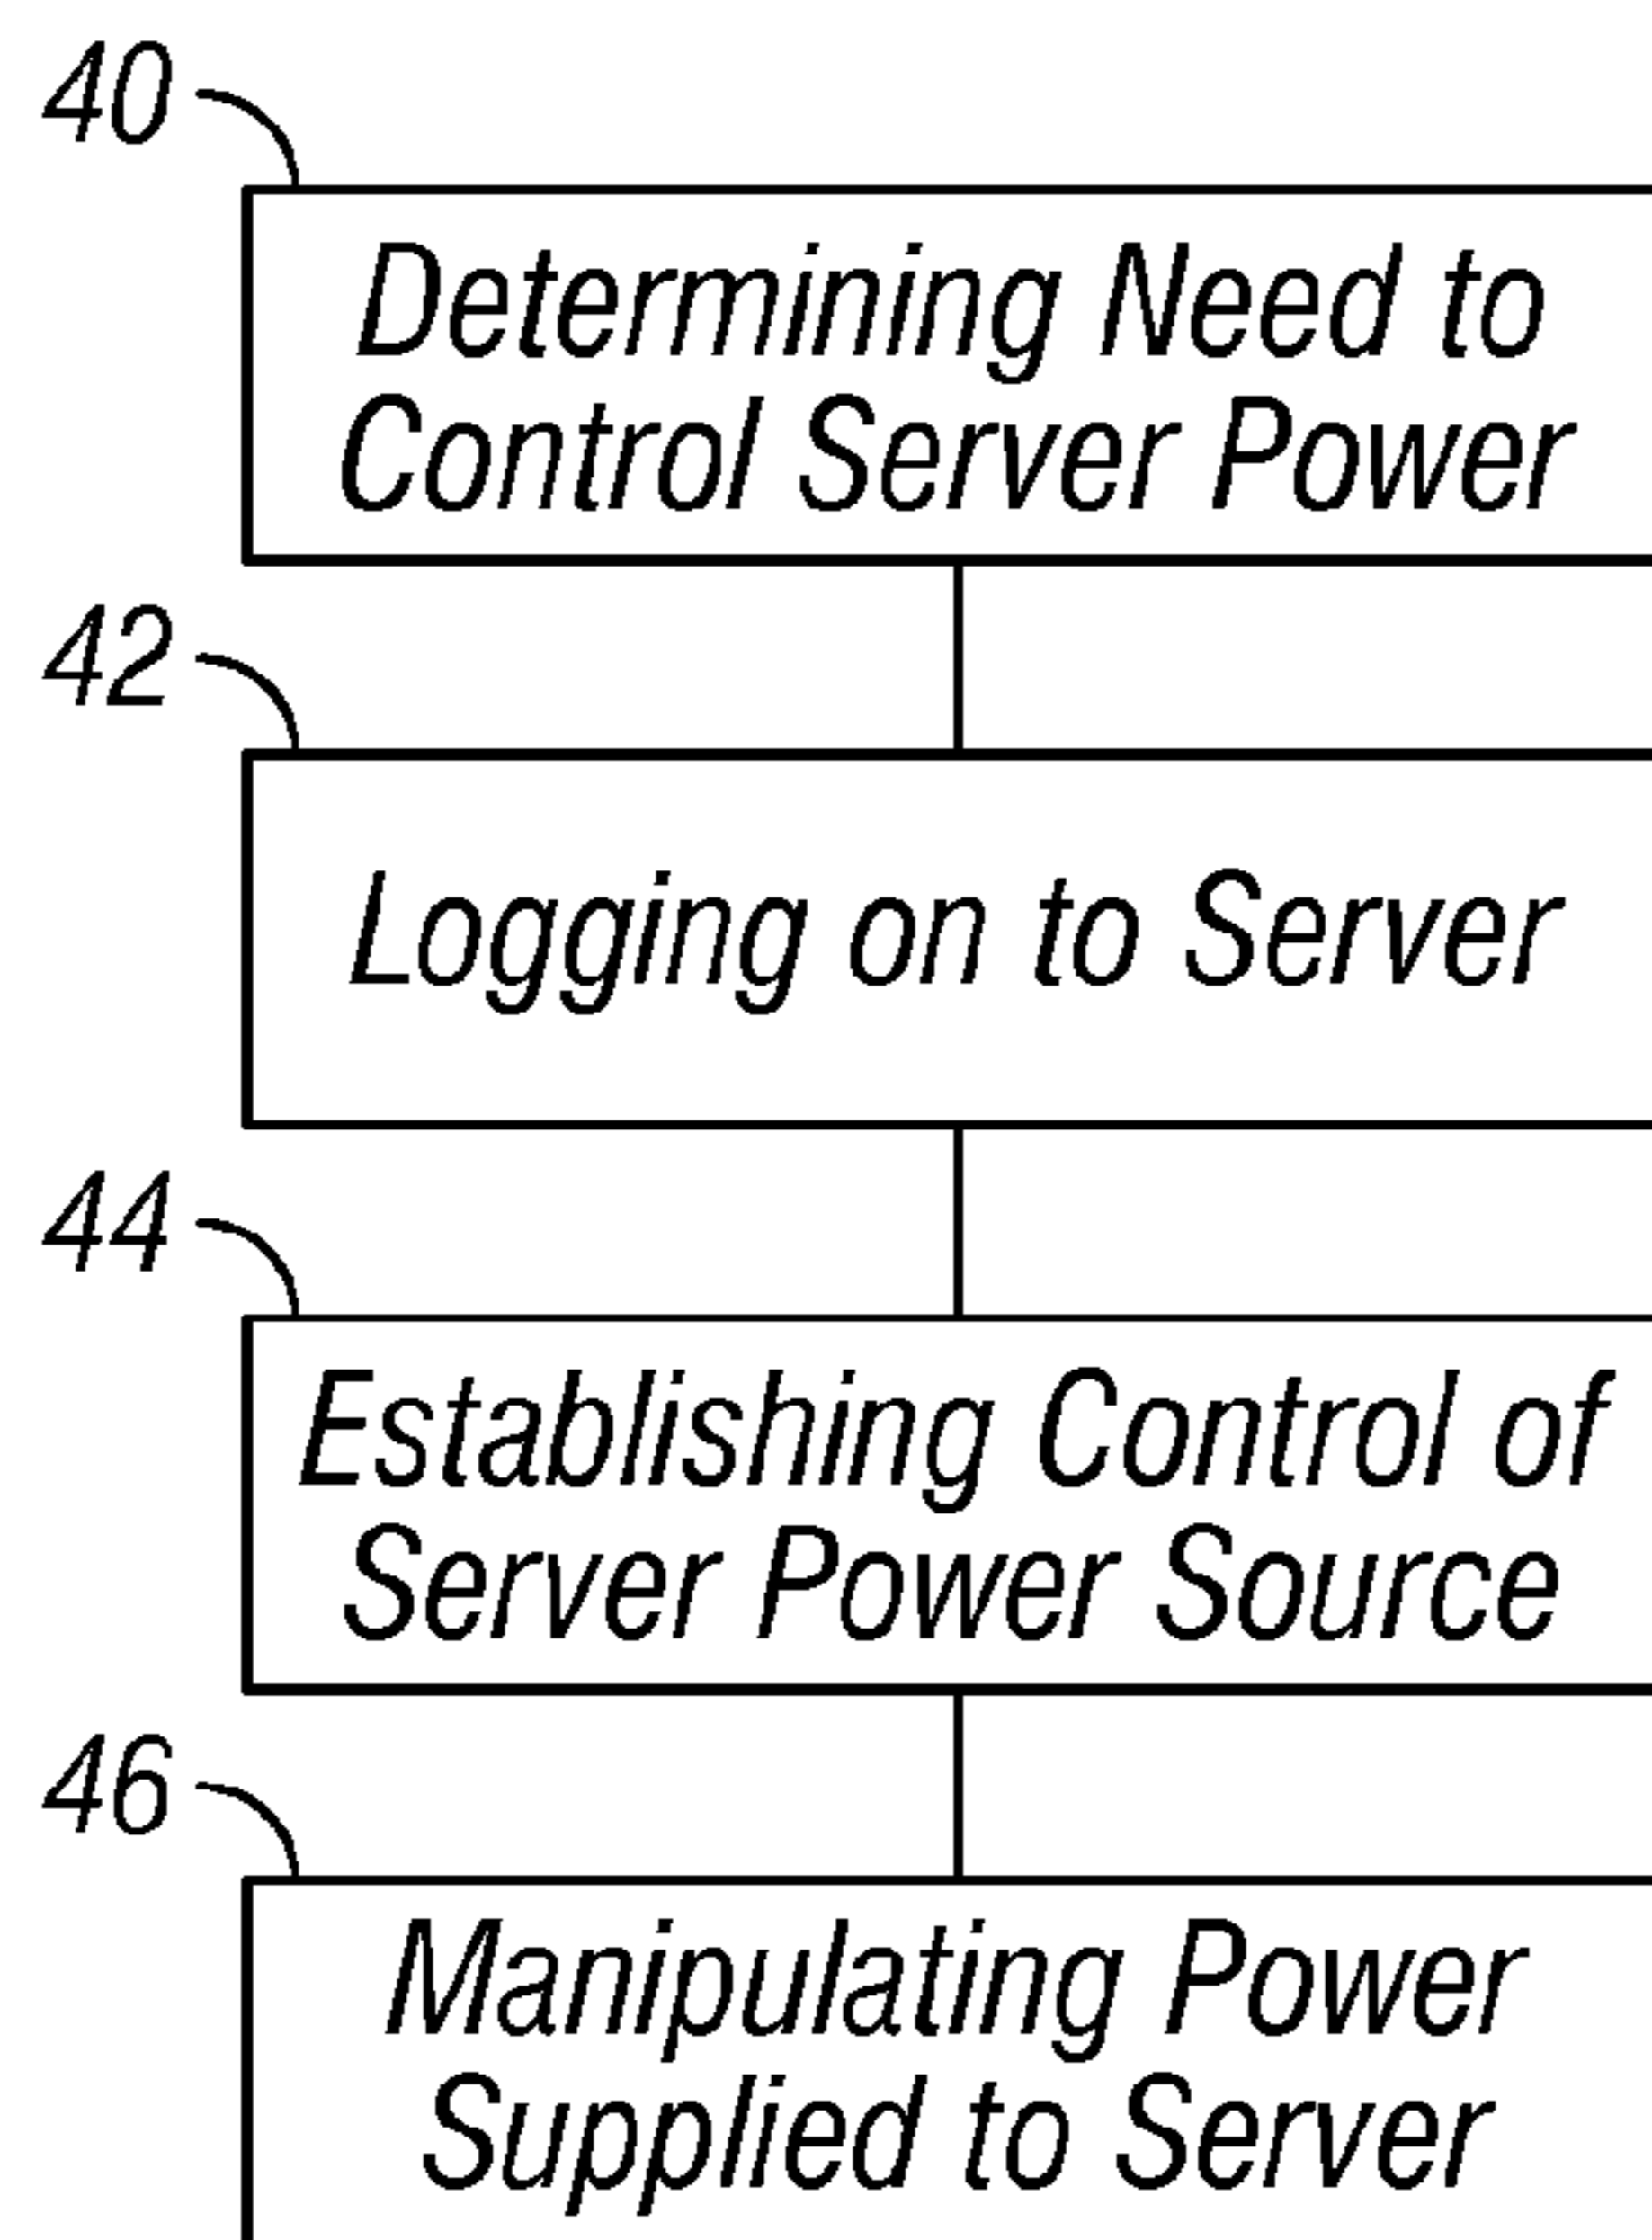 40
Determining Need to
Control Server Power
42
Logging on to Server
44
Establishing Control of
Server Power Source
46
Manipulating Power
Supplied to Server